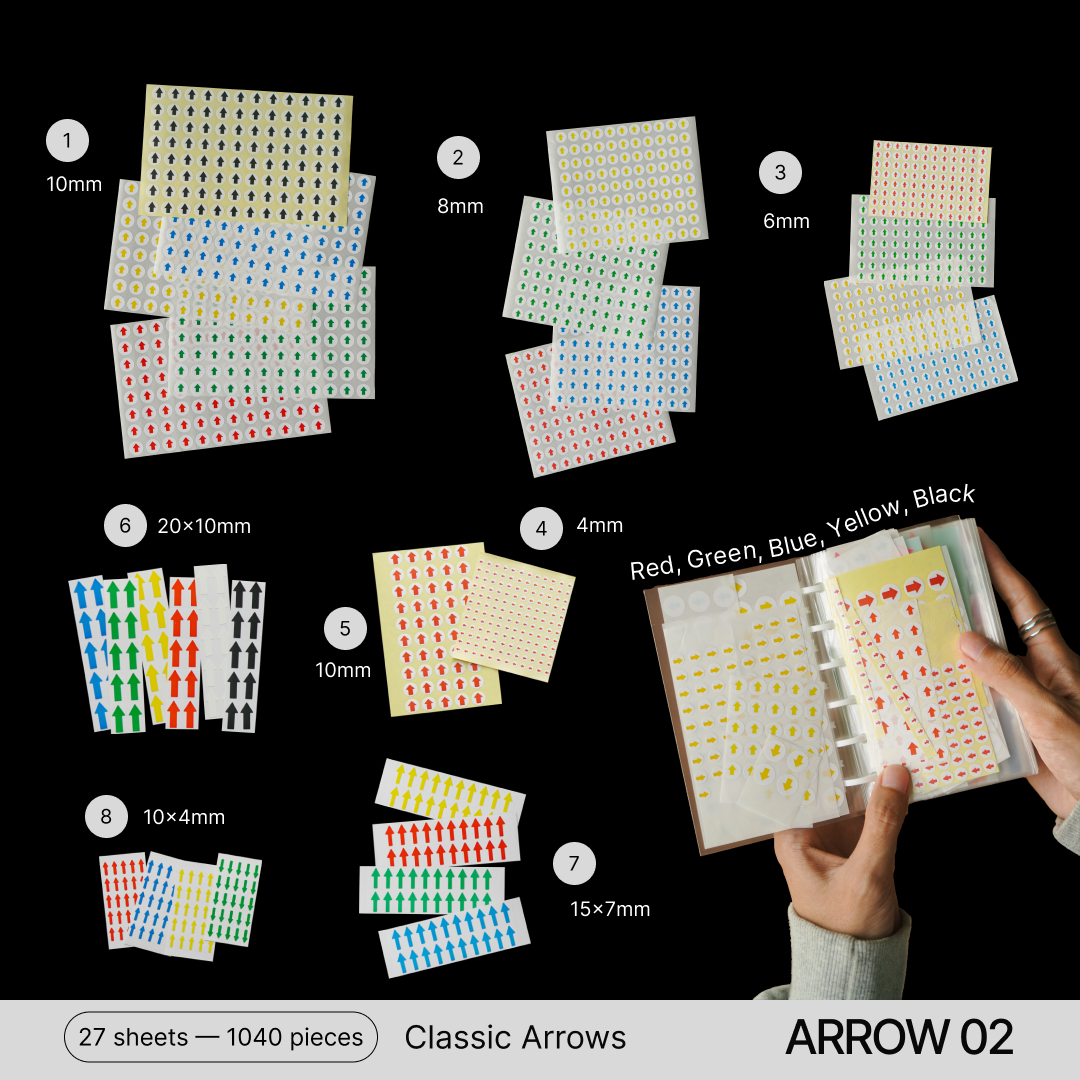 1
10mm
2
8mm
3
6mm
6
20×10mm
4
4mm
5
10mm
Red, Green, Blue, Yellow, Black
8
10×4mm
7
15×7mm
27 sheets — 1040 pieces
Classic Arrows
ARROW 02